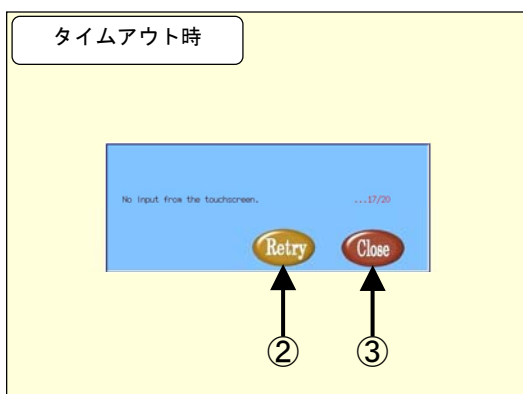 タイムアウト時
No input from the touchscreen. ...17/20
Retry Close
② ③